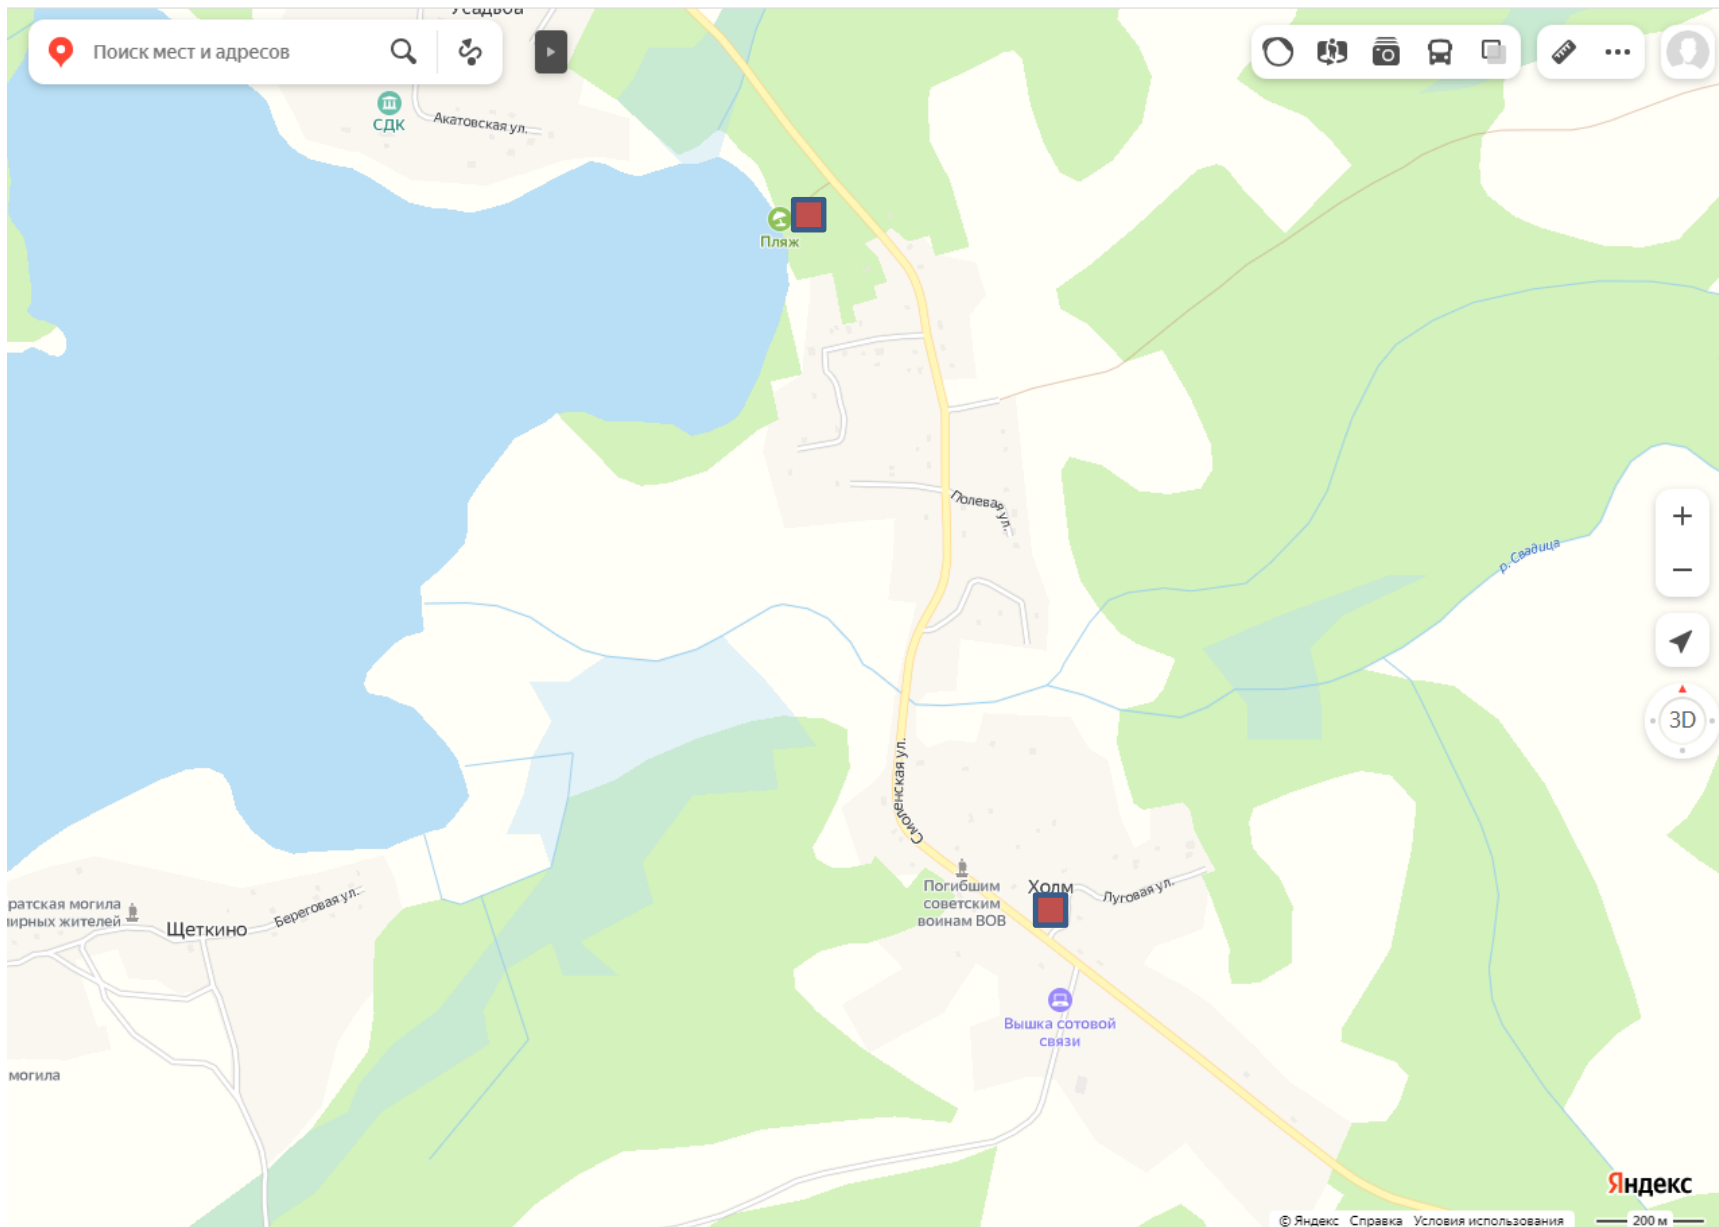 Усадьба
Поиск мест и адресов
СДК
Акатовская ул.
Пляж
Полевая ул.
р. Свадица
3D
Смоленская ул.
Погибшим
советским
воинам ВОВ
Холм
Луговая ул.
ратская могила
ирных жителей
Щеткино
Береговая ул.
Вышка сотовой
связи
могила
Яндекс
© Яндекс Справка Условия использования 200 м